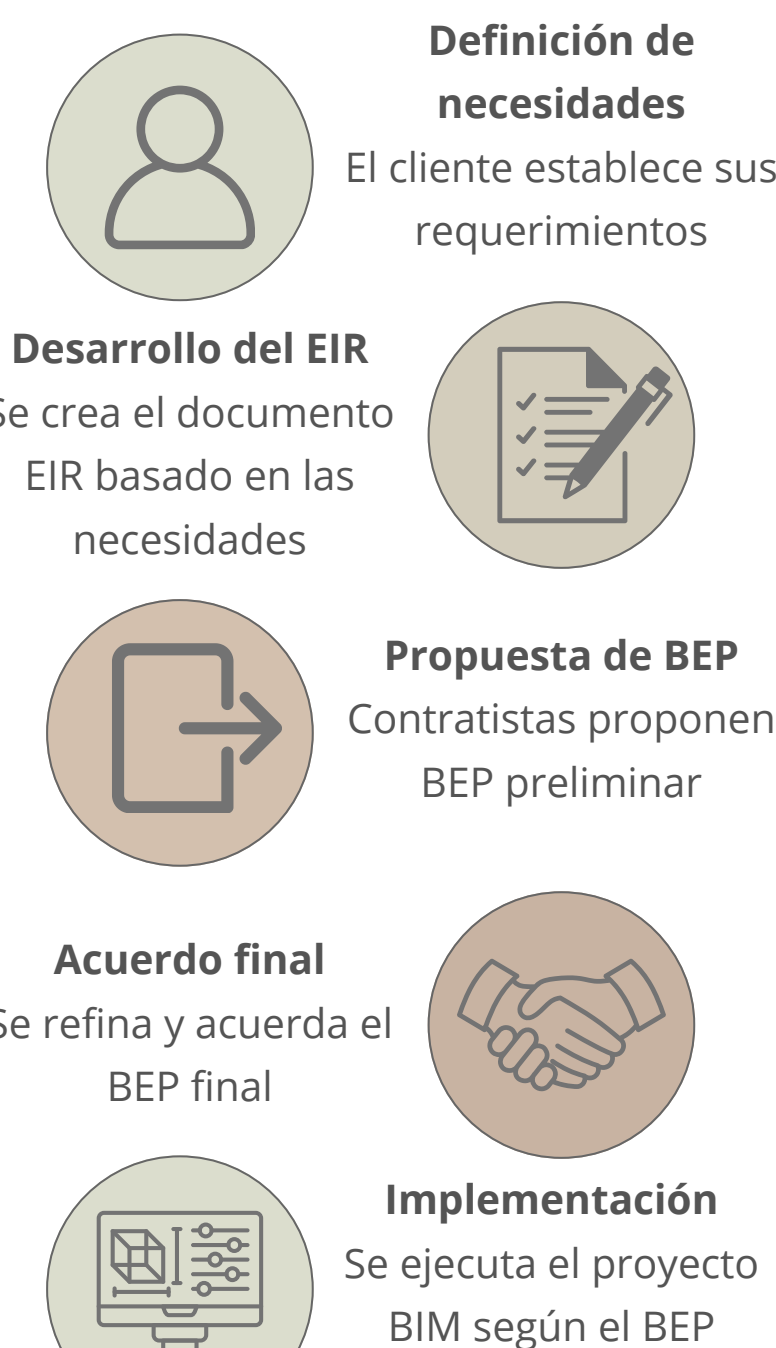 Definición de
necesidades
El cliente establece sus
requerimientos
Desarrollo del EIR
Se crea el documento
EIR basado en las
necesidades
Propuesta de BEP
Contratistas proponen
BEP preliminar
Acuerdo final
Se refina y acuerda el
BEP final
Implementación
Se ejecuta el proyecto
BIM según el BEP